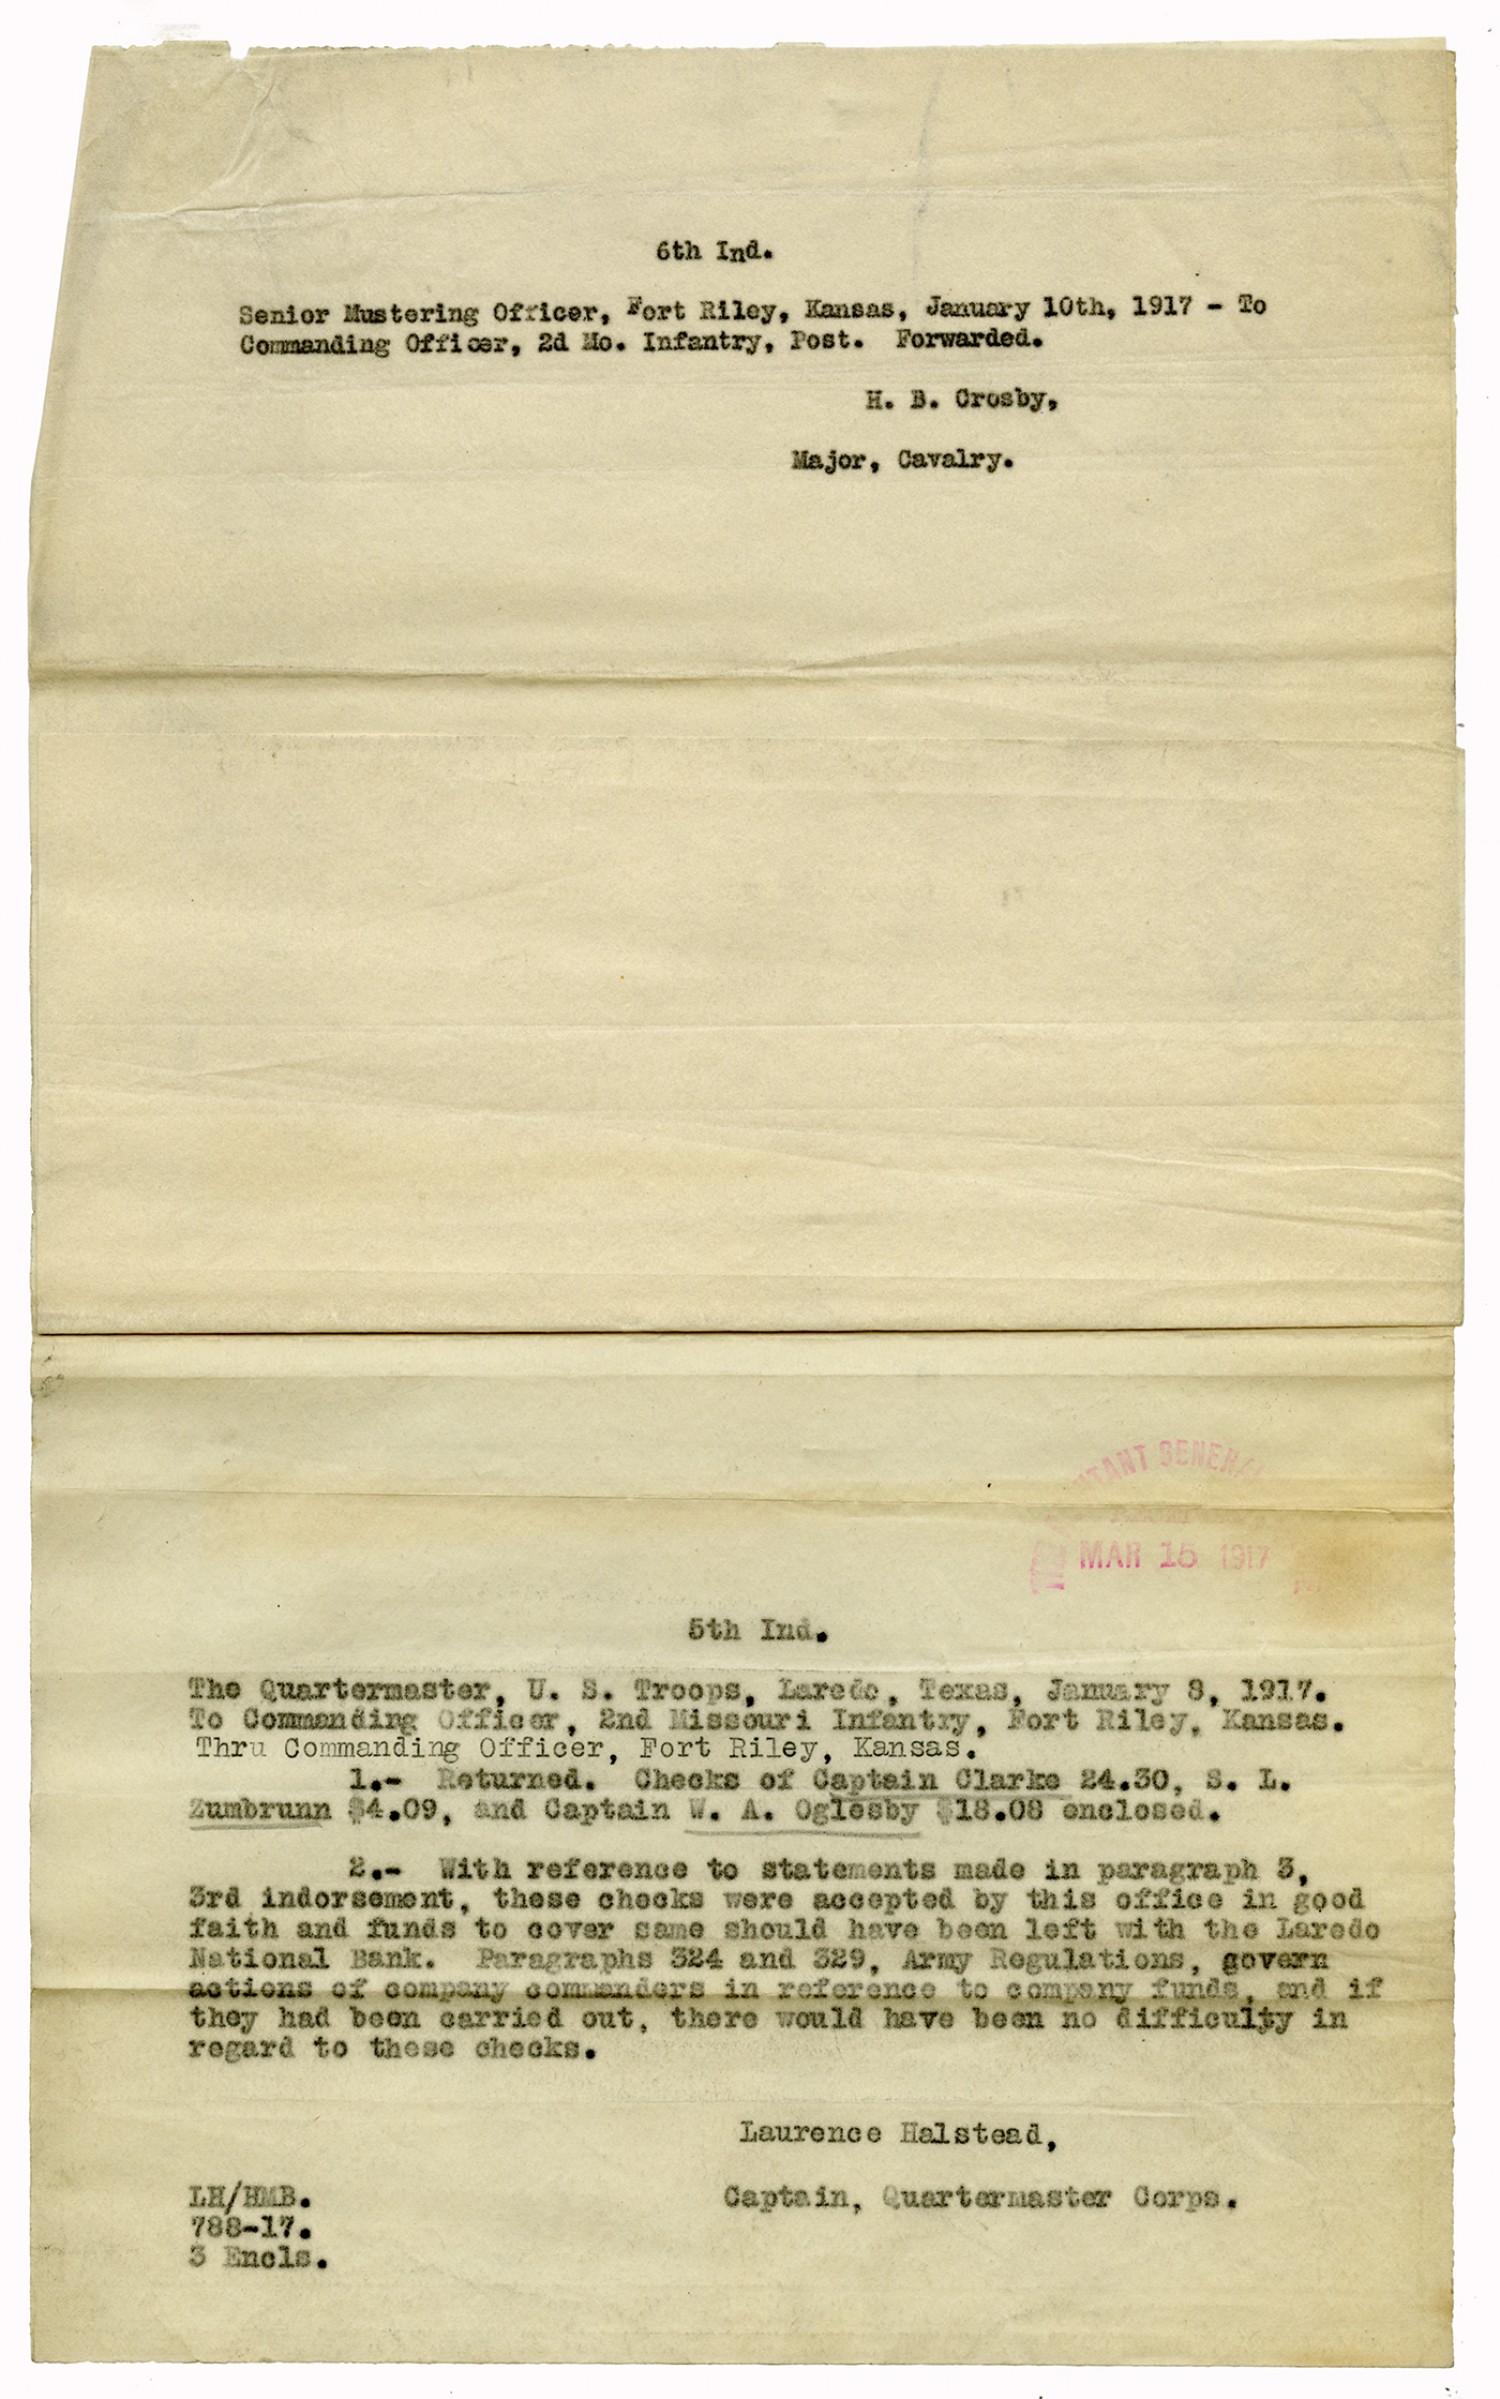 6th Ind.
Senior Mustering Officer, Fort Riley, Kansas, January 10th, 1917 - To
Commanding Officer, 2d Mo. Infantry, Post. Forwarded.
H. B. Crosby,
Major, Cavalry.
TANT GENERAL
MAR 15 1917
5th Ind.
The Quartermaster, U. S. Troops, Laredo, Texas, January 8, 1917.
To Commanding Officer, 2nd Missouri Infantry, Fort Riley, Kansas.
Thru Commanding Officer, Fort Riley, Kansas.
1.- Returned. Checks of Captain Clarke 24.30, S. L.
Zumbrunn $4.09, and Captain W. A. Oglesby $18.08 enclosed.
2.- With reference to statements made in paragraph 3,
3rd indorsement, these checks were accepted by this office in good
faith and funds to cover same should have been left with the Laredo
National Bank. Paragraphs 324 and 329, Army Regulations, govern
actions of company commanders in reference to company funds, and if
they had been carried out, there would have been no difficulty in
regard to these checks.
Laurence Halstead,
Captain, Quartermaster Corps.
LH/HMB.
788-17.
3 Encls.